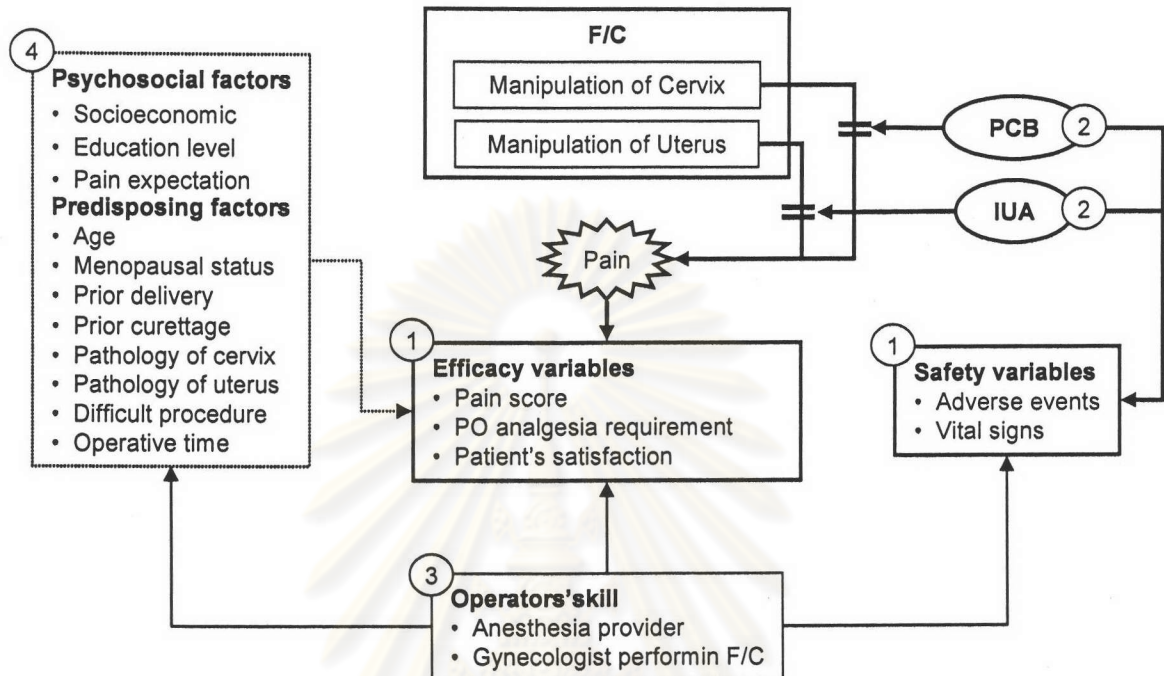 4
Psychosocial factors
• Socioeconomic
• Education level
• Pain expectation
Predisposing factors
• Age
• Menopausal status
• Prior delivery
• Prior curettage
• Pathology of cervix
• Pathology of uterus
• Difficult procedure
• Operative time
F/C
Manipulation of Cervix
Manipulation of Uterus
PCB
2
IUA
2
Pain
1
Efficacy variables
• Pain score
• PO analgesia requirement
• Patient's satisfaction
1
Safety variables
• Adverse events
• Vital signs
3
Operators'skill
• Anesthesia provider
• Gynecologist performin F/C